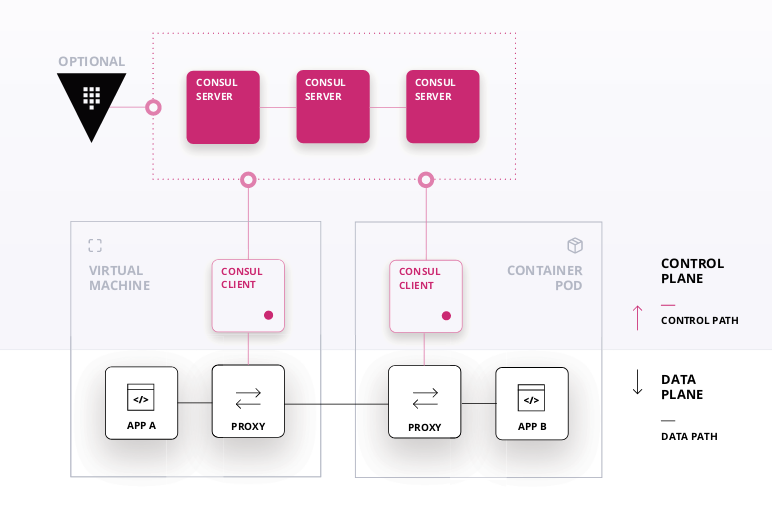 OPTIONAL
CONSUL
SERVER
CONSUL
SERVER
CONSUL
SERVER
VIRTUAL
MACHINE
CONSUL
CLIENT
CONSUL
CLIENT
CONTAINER
POD
CONTROL
PLANE
CONTROL PATH
</>
APP A
PROXY
PROXY
</>
APP B
DATA
PLANE
DATA PATH